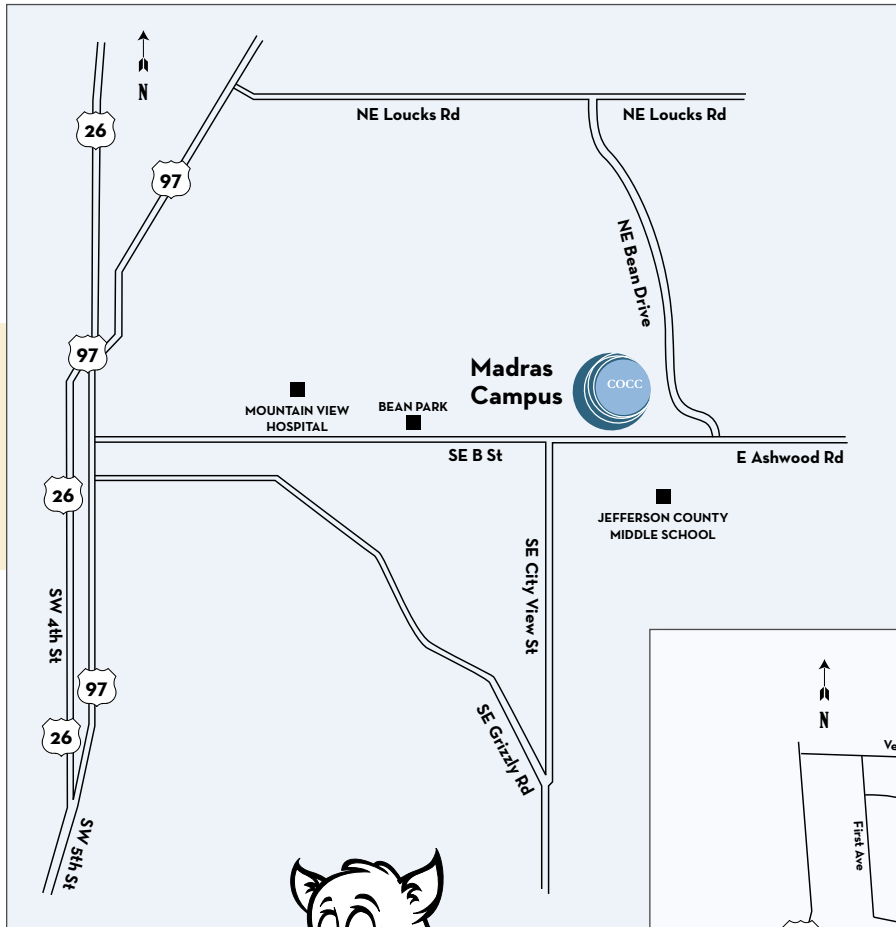 N
26
97
NE Loucks Rd
NE Loucks Rd
NE Bean Drive
97
Madras
Campus
COCC
MOUNTAIN VIEW
HOSPITAL
BEAN PARK
SE B St
E Ashwood Rd
26
JEFFERSON COUNTY
MIDDLE SCHOOL
SE City View St
SW 4th St
97
26
SE Grizzly Rd
SW 5th St
N
First Ave